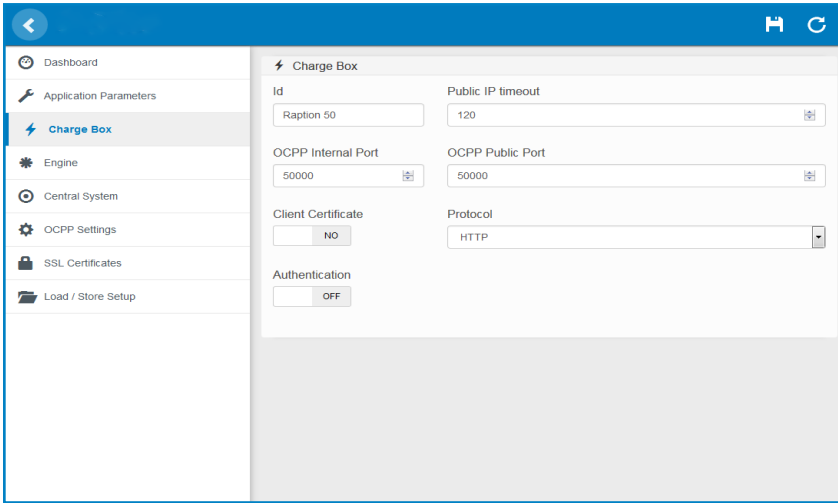 Dashboard
Application Parameters
Charge Box
Engine
Central System
OCPP Settings
SSL Certificates
Load / Store Setup
Charge Box
Id
Public IP timeout
Raption 50
120
OCPP Internal Port
OCPP Public Port
50000
50000
Client Certificate
Protocol
NO
HTTP
Authentication
OFF